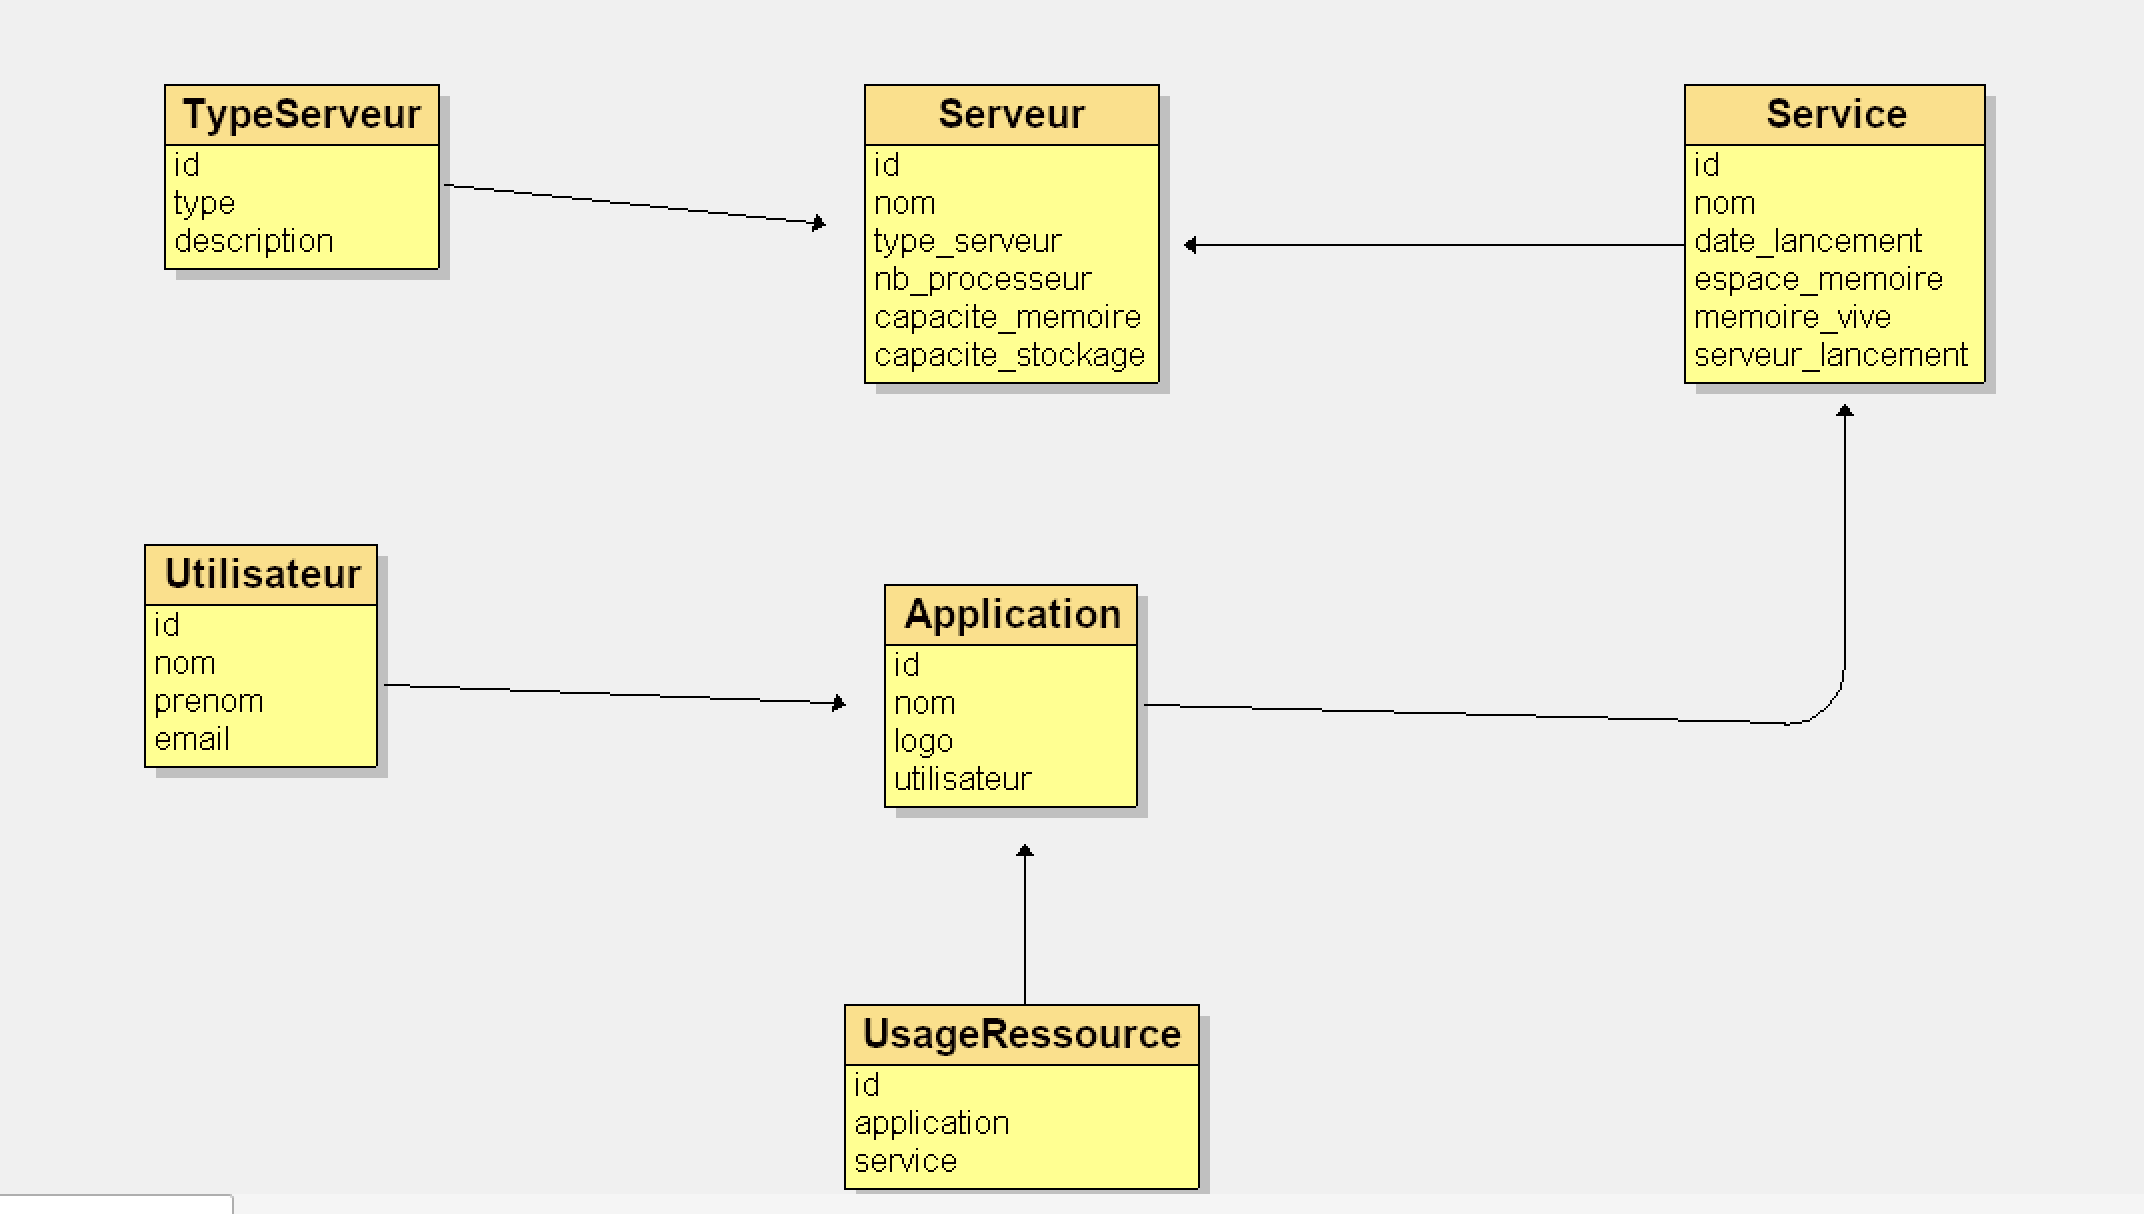 TypeServeur
id
type
description
Serveur
id
nom
type_serveur
nb_processeur
capacite_memoire
capacite_stockage
Service
id
nom
date_lancement
espace_memoire
memoire_vive
serveur_lancement
Utilisateur
id
nom
prenom
email
Application
id
nom
logo
utilisateur
UsageRessource
id
application
service